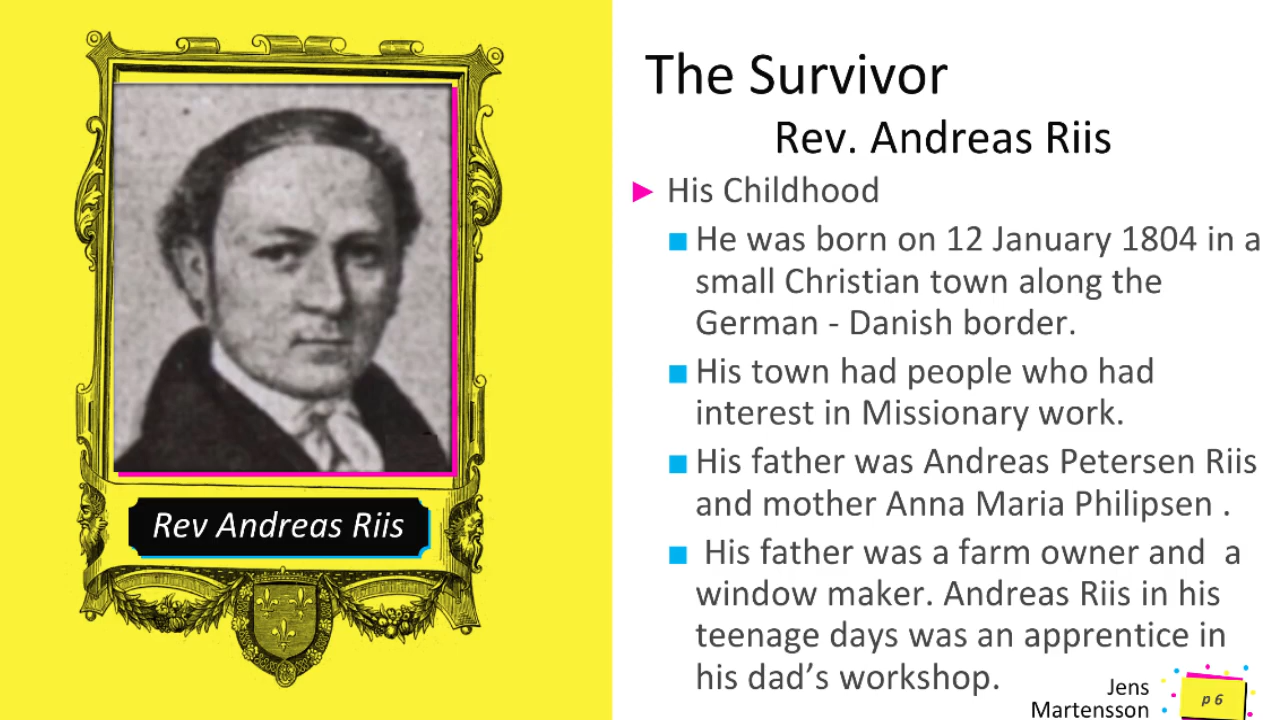 The Survivor
Rev. Andreas Riis
His Childhood
He was born on 12 January 1804 in a
small Christian town along the
German - Danish border.
His town had people who had
interest in Missionary work.
His father was Andreas Petersen Riis
and mother Anna Maria Philipsen .
His father was a farm owner and  a
window maker. Andreas Riis in his
teenage days was an apprentice in
his dad’s workshop.
Rev Andreas Riis
Jens
Martensson
p 6